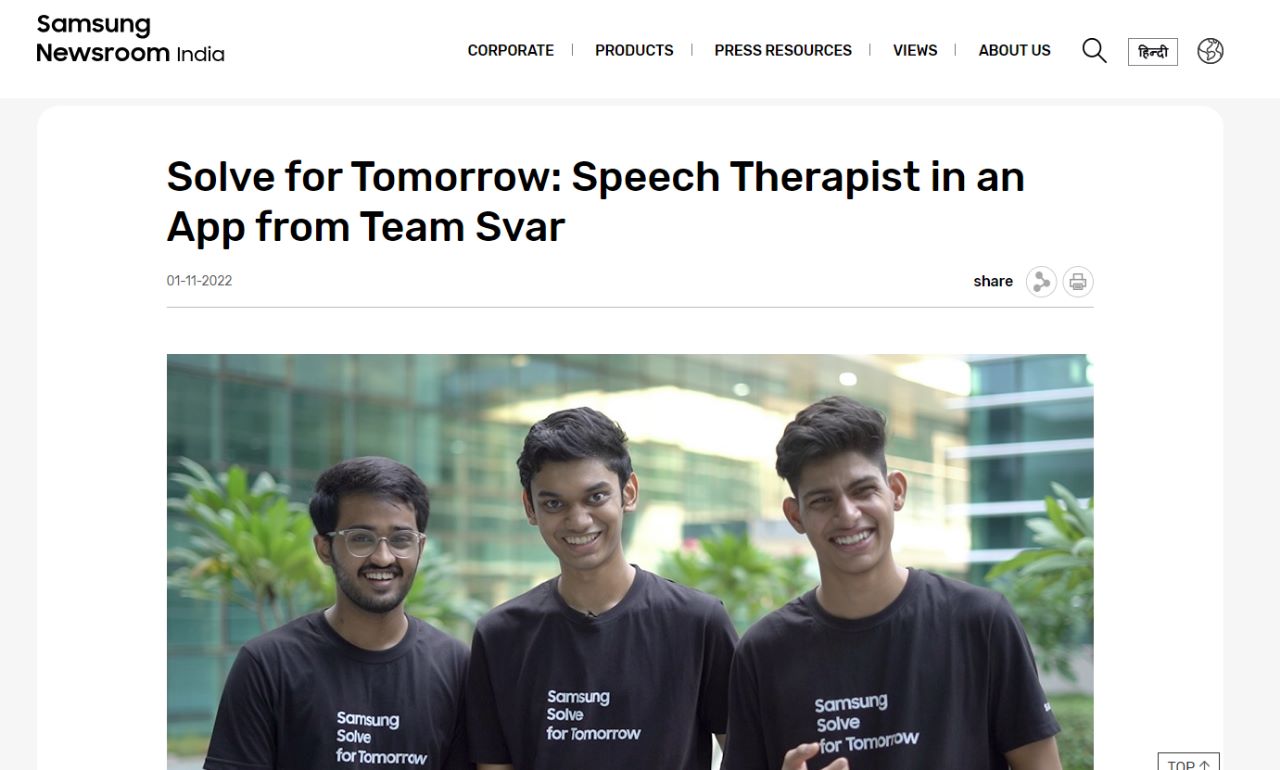 Samsung
Newsroom India
CORPORATE
PRODUCTS
PRESS RESOURCES
VIEWS
ABOUT US
हिन्दी
Solve for Tomorrow: Speech Therapist in an
App from Team Svar
01-11-2022
share
Samsung
Solve
for Tomorrow
Samsung
Solve
for Tomorrow
Samsung
Solve
for Tomorrow
TOP ↑